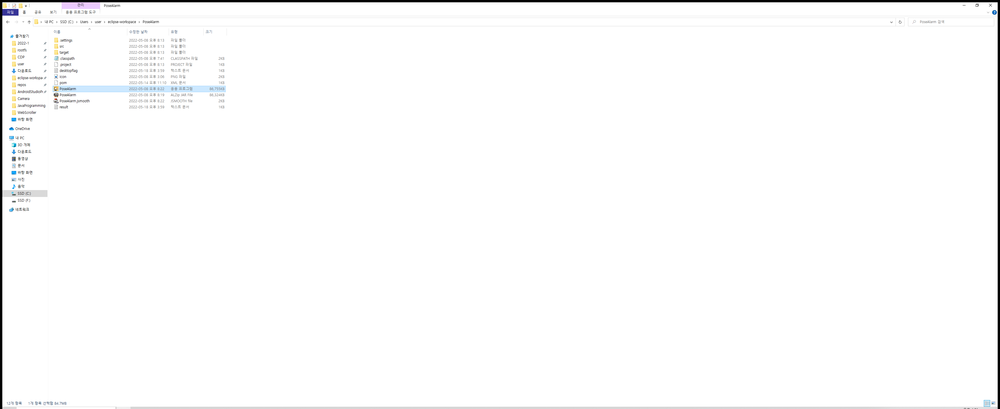 관리
PoseAlarm
파일
홈
공유
보기
응용 프로그램 도구
내 PC
SSD (C:)
Users
user
eclipse-workspace
PoseAlarm
PoseAlarm 검색
이름
수정한 날짜
유형
크기
.settings 2022-05-08 오후 8:13 파일 폴더
src 2022-05-08 오후 8:13 파일 폴더
target 2022-05-08 오후 8:13 파일 폴더
.classpath 2022-05-08 오후 7:41 CLASSPATH 파일 2KB
.project 2022-05-08 오후 8:13 PROJECT 파일 1KB
desktopflag 2022-05-18 오후 3:59 텍스트 문서 1KB
icon 2022-05-08 오후 3:06 PNG 파일 2KB
pom 2022-05-14 오후 11:10 XML 문서 1KB
PoseAlarm 2022-05-08 오후 8:22 응용 프로그램 86,755KB
PoseAlarm 2022-05-08 오후 8:19 ALZip JAR File 86,324KB
PoseAlarm.jsmooth 2022-05-08 오후 8:22 JSMOOTH file 2KB
result 2022-05-18 오후 3:59 텍스트 문서 1KB
즐겨찾기
2022-1
rootfs
CDP
user
다운로드
eclipse-workspa
repos
AndroidStudioPr
Camera
JavaProgramming
WebScroller
바탕 화면
OneDrive
내 PC
3D 개체
다운로드
동영상
문서
바탕 화면
사진
음악
SSD (C:)
SSD (F:)
네트워크
12개 항목
1개 항목 선택함 84.7MB